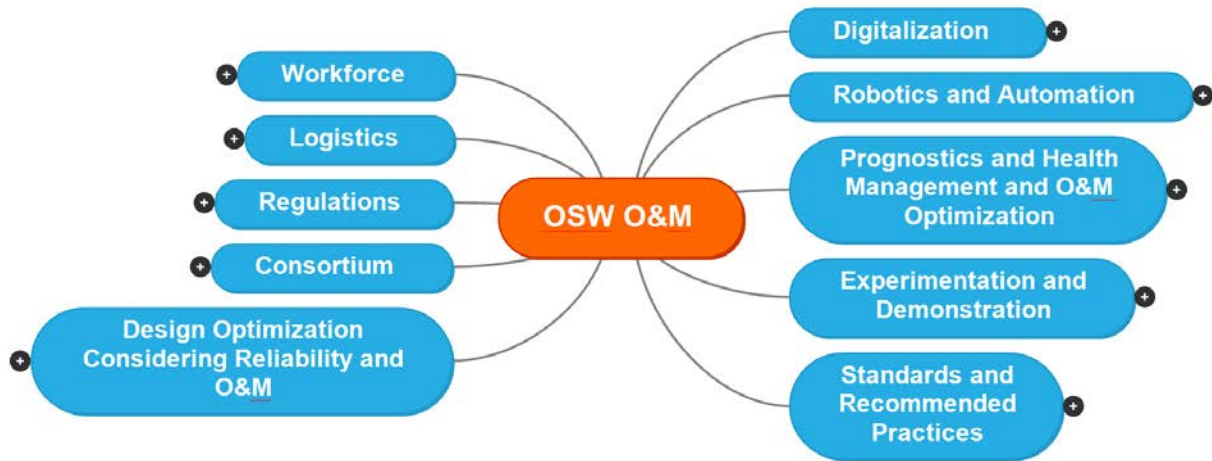 Workforce
Logistics
Regulations
Consortium
Design Optimization
Considering Reliability and
O&M
OSW O&M
Digitalization
Robotics and Automation
Prognostics and Health
Management and O&M
Optimization
Experimentation and
Demonstration
Standards and
Recommended
Practices